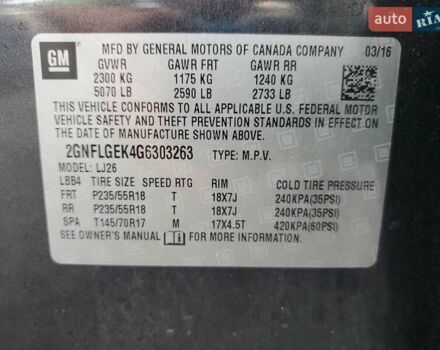 AUTO
.RIA
GM
MFD BY GENERAL MOTORS OF CANADA COMPANY 03/16
GVWR GAWR FRT GAWR RR
2300 KG 1175 KG 1240 KG
5070 LB 2590 LB 2733 LB
THIS VEHICLE CONFORMS TO ALL APPLICABLE U.S. FEDERAL MOTOR
VEHICLE SAFETY AND THEFT PREVENTION STANDARDS IN EFFECT ON
THE DATE OF MANUFACTURE SHOWN ABOVE.
2GNFLGEK4G6303263 TYPE: M.P.V.
MODEL: LJ26
LBB4 TIRE SIZE SPEED RTG RIM COLD TIRE PRESSURE
FRT P235/55R18 T 18X7J 240KPA(35PSI)
RR P235/55R18 T 18X7J 240KPA(35PSI)
SPA T145/70R17 M 17X4.5T 420KPA(60PSI)
SEE OWNER'S MANUAL FOR MORE INFORMATION.